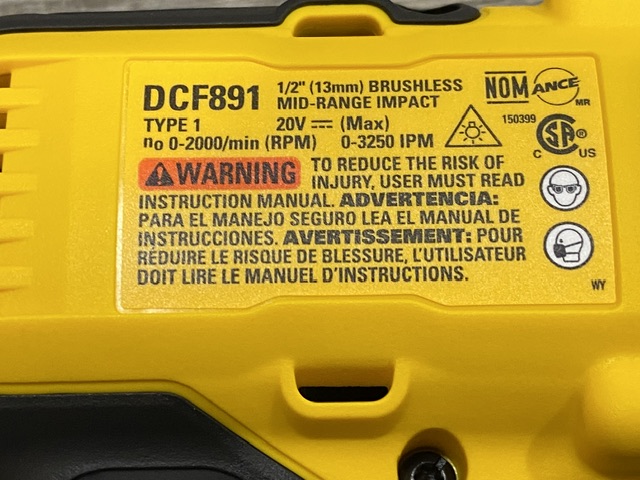 DCF891 1/2" (13mm) BRUSHLESS
MID-RANGE IMPACT
NOM ANCE MR
TYPE 1 20V ⎓ (Max)
no 0-2000/min (RPM) 0-3250 IPM
150399
C SA US
WARNING TO REDUCE THE RISK OF
INJURY, USER MUST READ
INSTRUCTION MANUAL. ADVERTENCIA:
PARA EL MANEJO SEGURO LEA EL MANUAL DE
INSTRUCCIONES. AVERTISSEMENT: POUR
RÉDUIRE LE RISQUE DE BLESSURE, L'UTILISATEUR
DOIT LIRE LE MANUEL D'INSTRUCTIONS.
WY